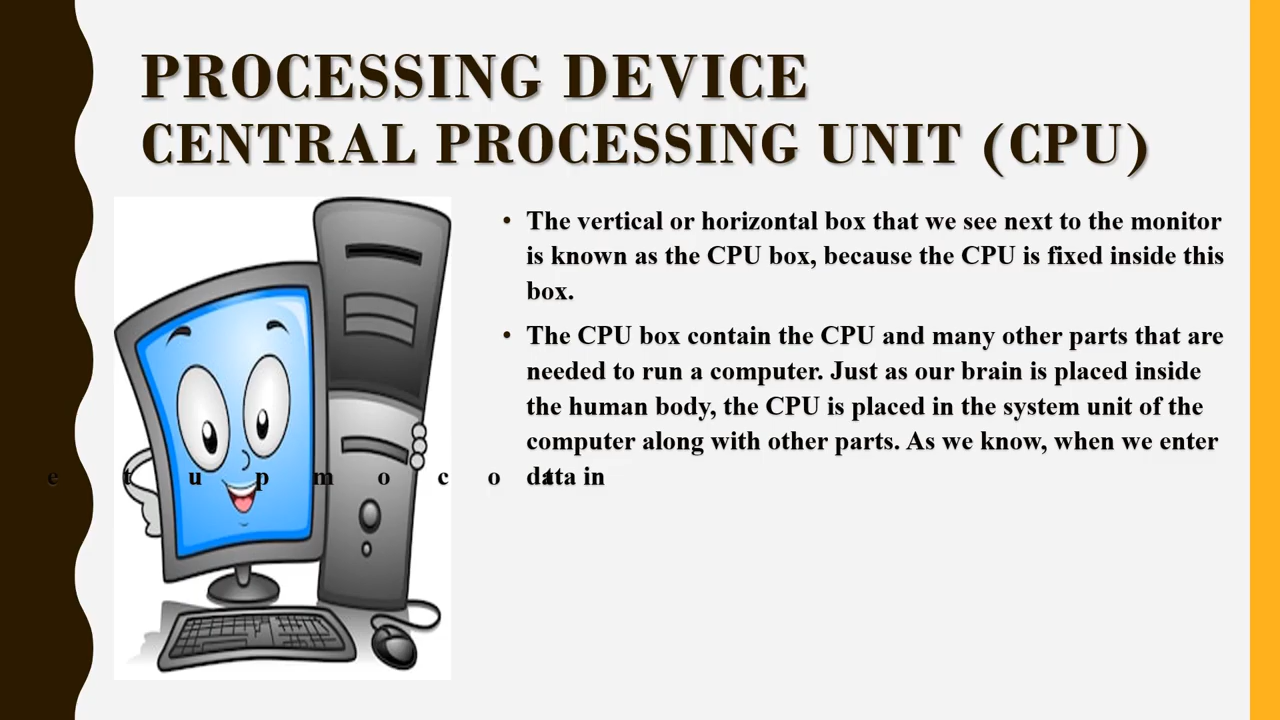 PROCESSING DEVICE
CENTRAL PROCESSING UNIT (CPU)
• The vertical or horizontal box that we see next to the monitor
is known as the CPU box, because the CPU is fixed inside this
box.
• The CPU box contain the CPU and many other parts that are
needed to run a computer. Just as our brain is placed inside
the human body, the CPU is placed in the system unit of the
computer along with other parts. As we know, when we enter
e t u p m o c o t data in